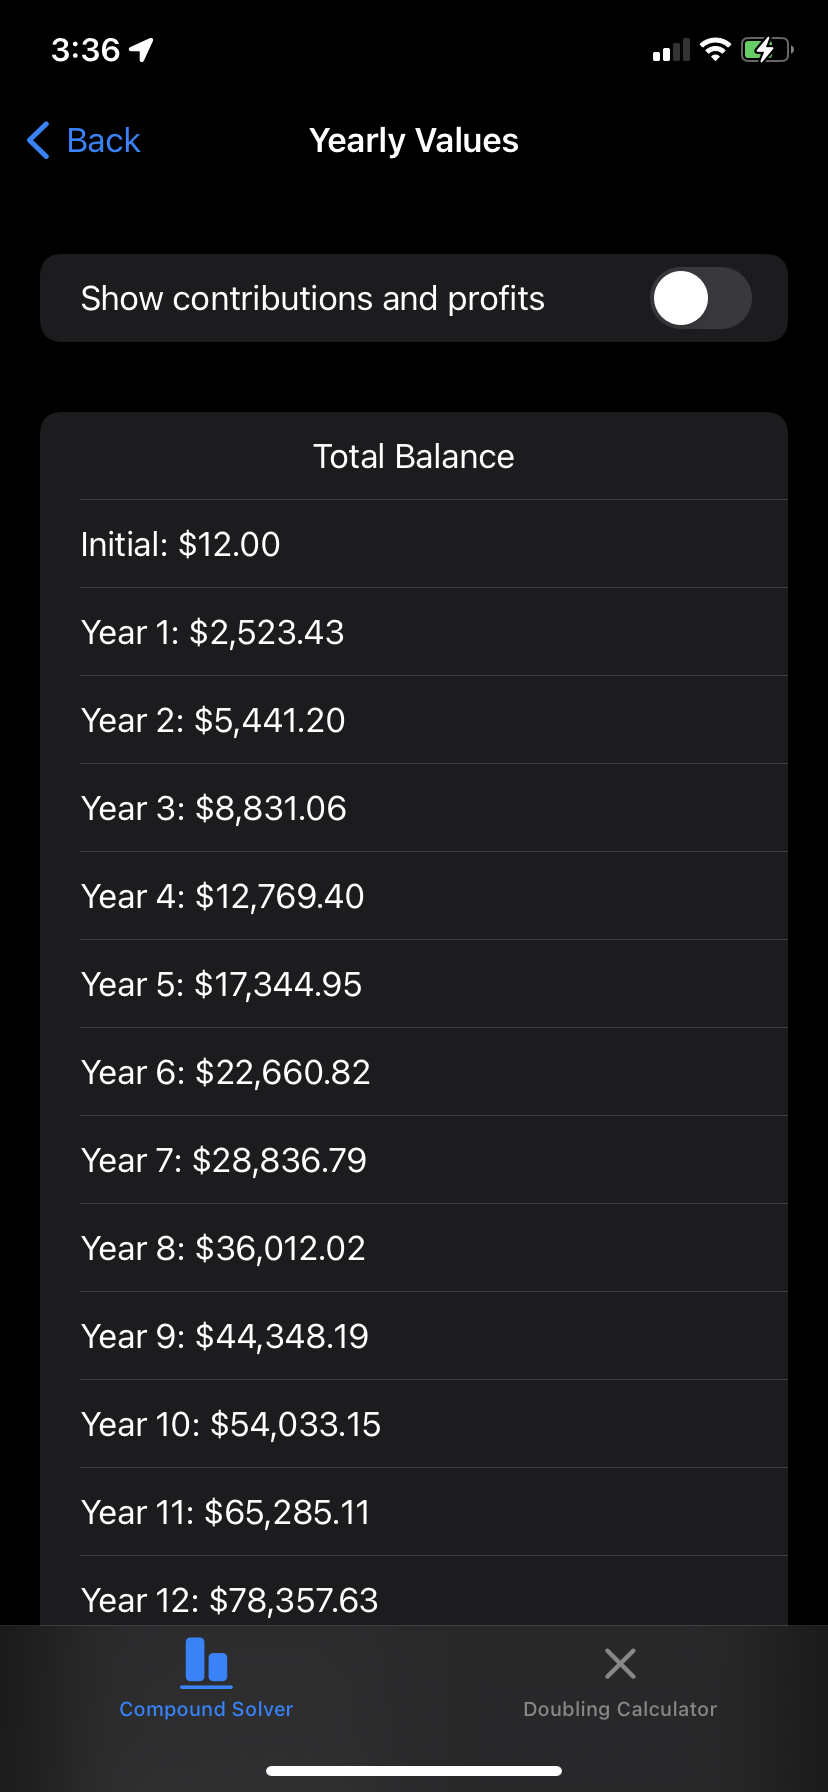 3:36
Back
Yearly Values
Show contributions and profits
Total Balance
Initial: $12.00
Year 1: $2,523.43
Year 2: $5,441.20
Year 3: $8,831.06
Year 4: $12,769.40
Year 5: $17,344.95
Year 6: $22,660.82
Year 7: $28,836.79
Year 8: $36,012.02
Year 9: $44,348.19
Year 10: $54,033.15
Year 11: $65,285.11
Year 12: $78,357.63
Compound Solver
Doubling Calculator